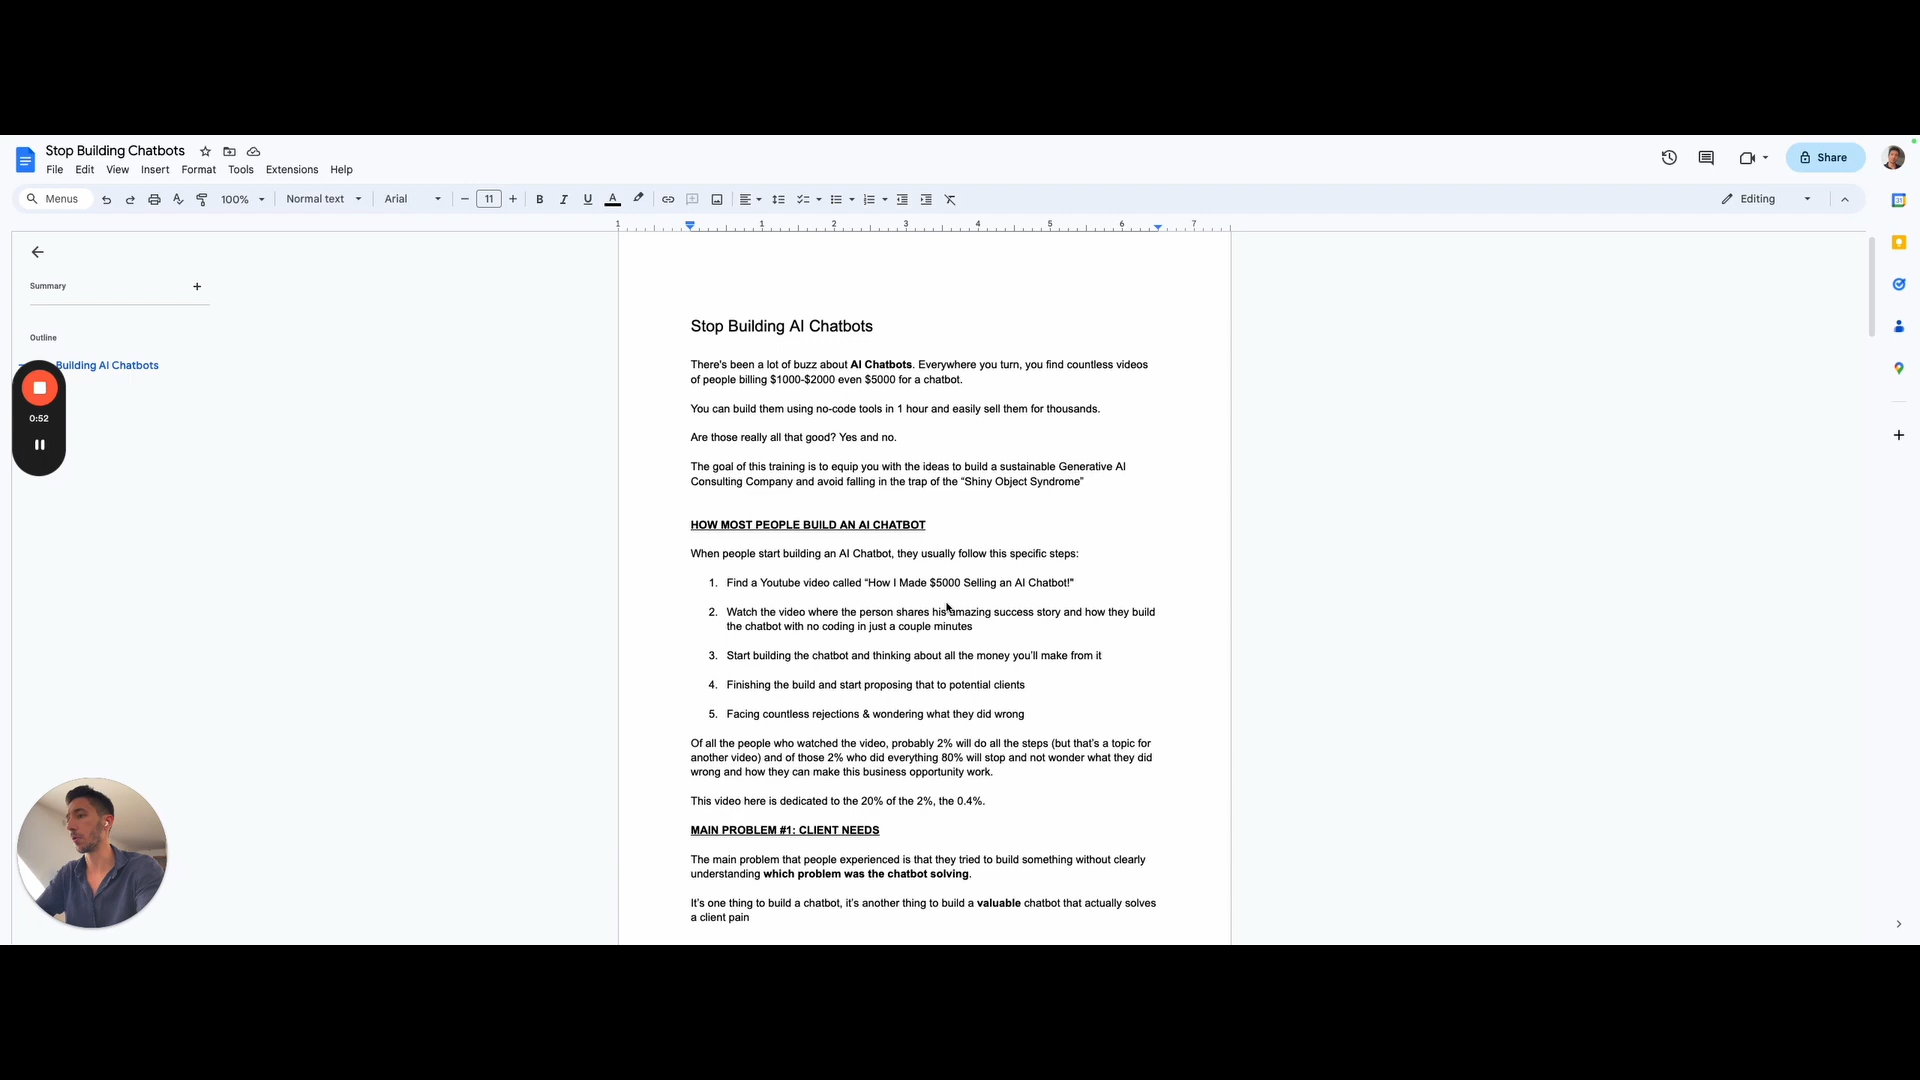 Stop Building Chatbots
File Edit View Insert Format Tools Extensions Help
Share
Menus
100%
Normal text
Arial
11
Editing
1 1 2 3 4 5 6 7
Summary
Outline
Building AI Chatbots
0:52
Stop Building AI Chatbots
There's been a lot of buzz about AI Chatbots. Everywhere you turn, you find countless videos
of people billing $1000-$2000 even $5000 for a chatbot.
You can build them using no-code tools in 1 hour and easily sell them for thousands.
Are those really all that good? Yes and no.
The goal of this training is to equip you with the ideas to build a sustainable Generative AI
Consulting Company and avoid falling in the trap of the “Shiny Object Syndrome”
HOW MOST PEOPLE BUILD AN AI CHATBOT
When people start building an AI Chatbot, they usually follow this specific steps:
1. Find a Youtube video called “How I Made $5000 Selling an AI Chatbot!”
2. Watch the video where the person shares his amazing success story and how they build
the chatbot with no coding in just a couple minutes
3. Start building the chatbot and thinking about all the money you’ll make from it
4. Finishing the build and start proposing that to potential clients
5. Facing countless rejections & wondering what they did wrong
Of all the people who watched the video, probably 2% will do all the steps (but that’s a topic for
another video) and of those 2% who did everything 80% will stop and not wonder what they did
wrong and how they can make this business opportunity work.
This video here is dedicated to the 20% of the 2%, the 0.4%.
MAIN PROBLEM #1: CLIENT NEEDS
The main problem that people experienced is that they tried to build something without clearly
understanding which problem was the chatbot solving.
It’s one thing to build a chatbot, it’s another thing to build a valuable chatbot that actually solves
a client pain